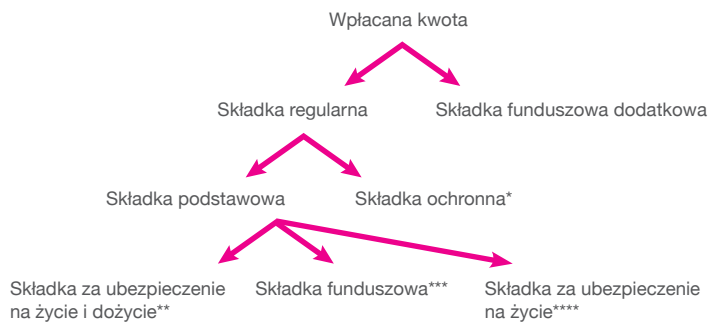 Wpłacana kwota
Składka regularna
Składka funduszowa dodatkowa
Składka podstawowa
Składka ochronna*
Składka za ubezpieczenie
na życie i dożycie**
Składka funduszowa***
Składka za ubezpieczenie
na życie****